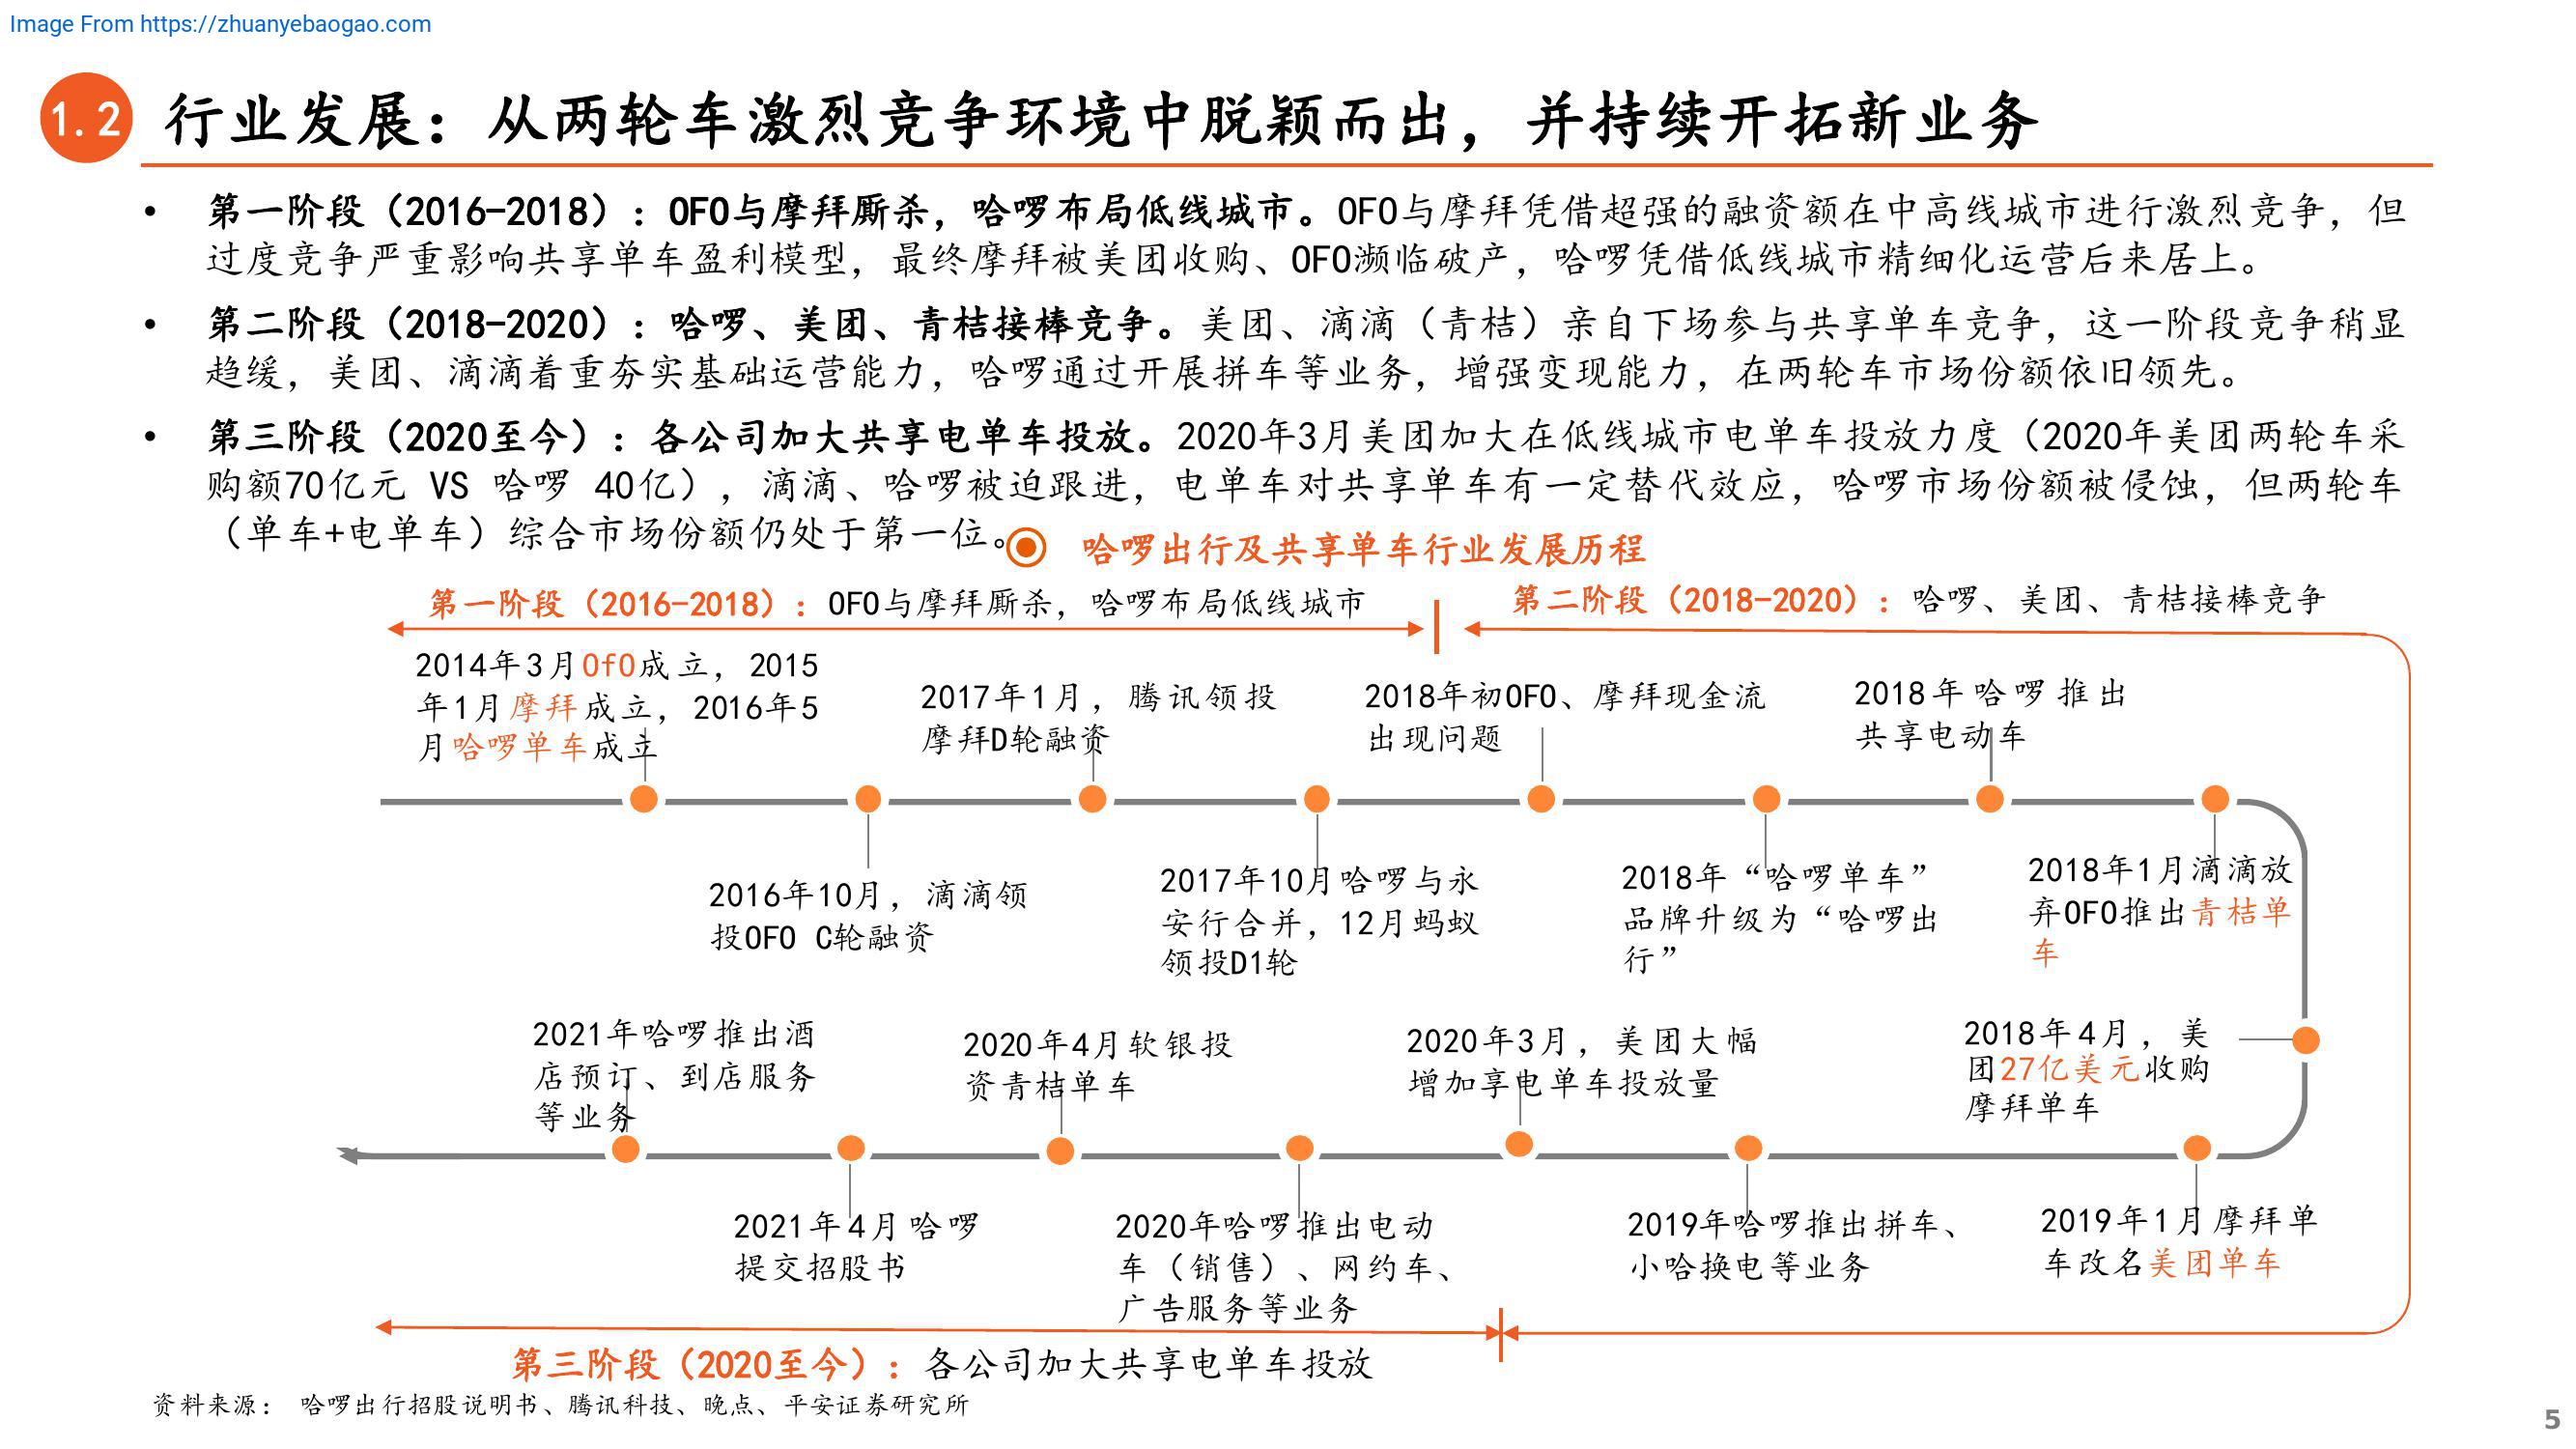 Image From https://zhuanyebaogao.com
1.2 行业发展：从两轮车激烈竞争环境中脱颖而出，并持续开拓新业务
• 第一阶段（2016-2018）：OFO与摩拜厮杀，哈啰布局低线城市。OFO与摩拜凭借超强的融资额在中高线城市进行激烈竞争，但
过度竞争严重影响共享单车盈利模型，最终摩拜被美团收购、OFO濒临破产，哈啰凭借低线城市精细化运营后来居上。
• 第二阶段（2018-2020）：哈啰、美团、青桔接棒竞争。美团、滴滴（青桔）亲自下场参与共享单车竞争，这一阶段竞争稍显
趋缓，美团、滴滴着重夯实基础运营能力，哈啰通过开展拼车等业务，增强变现能力，在两轮车市场份额依旧领先。
• 第三阶段（2020至今）：各公司加大共享电单车投放。2020年3月美团加大在低线城市电单车投放力度（2020年美团两轮车采
购额70亿元 VS 哈啰 40亿），滴滴、哈啰被迫跟进，电单车对共享单车有一定替代效应，哈啰市场份额被侵蚀，但两轮车
（单车+电单车）综合市场份额仍处于第一位。
哈啰出行及共享单车行业发展历程
第一阶段（2016-2018）：OFO与摩拜厮杀，哈啰布局低线城市
第二阶段（2018-2020）：哈啰、美团、青桔接棒竞争
2014年3月OfO成立，2015
年1月摩拜成立，2016年5
月哈啰单车成立
2017年1月，腾讯领投
摩拜D轮融资
2018年初OFO、摩拜现金流
出现问题
2018年哈啰推出
共享电动车
2016年10月，滴滴领
投OFO C轮融资
2017年10月哈啰与永
安行合并，12月蚂蚁
领投D1轮
2018年“哈啰单车”
品牌升级为“哈啰出
行”
2018年1月滴滴放
弃OFO推出青桔单
车
2021年哈啰推出酒
店预订、到店服务
等业务
2020年4月软银投
资青桔单车
2020年3月，美团大幅
增加享电单车投放量
2018年4月，美
团27亿美元收购
摩拜单车
2021年4月哈啰
提交招股书
2020年哈啰推出电动
车（销售）、网约车、
广告服务等业务
2019年哈啰推出拼车、
小哈换电等业务
2019年1月摩拜单
车改名美团单车
第三阶段（2020至今）：各公司加大共享电单车投放
资料来源： 哈啰出行招股说明书、腾讯科技、晚点、平安证券研究所
5